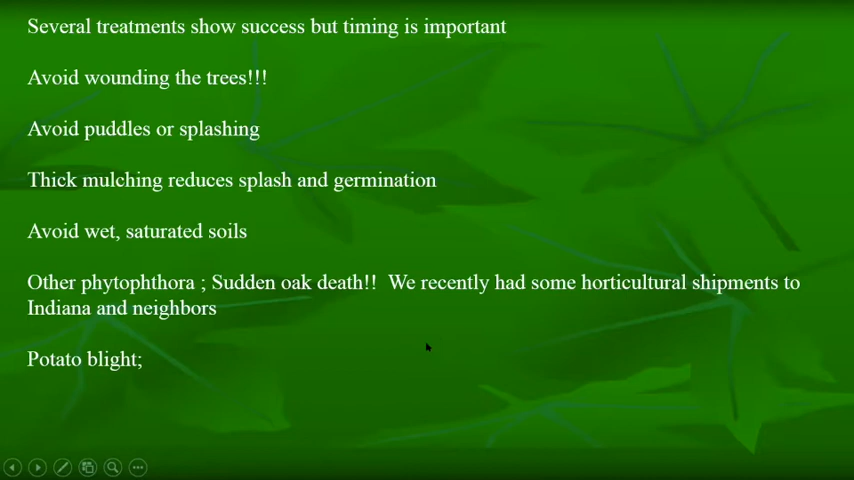 Several treatments show success but timing is important
Avoid wounding the trees!!!
Avoid puddles or splashing
Thick mulching reduces splash and germination
Avoid wet, saturated soils
Other phytophthora ; Sudden oak death!!  We recently had some horticultural shipments to
Indiana and neighbors
Potato blight;